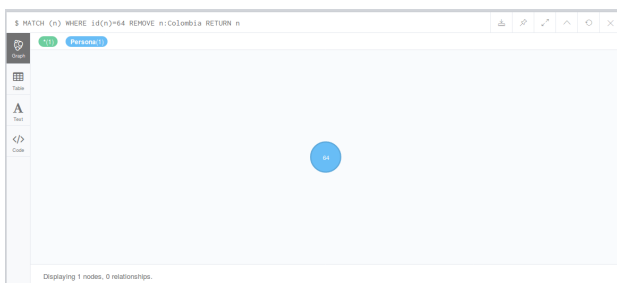 $ MATCH (n) WHERE id(n)=64 REMOVE n:Colombia RETURN n
*(1) Persona(1)
Graph
Table
A
Text
</>
Code
64
Displaying 1 nodes, 0 relationships.